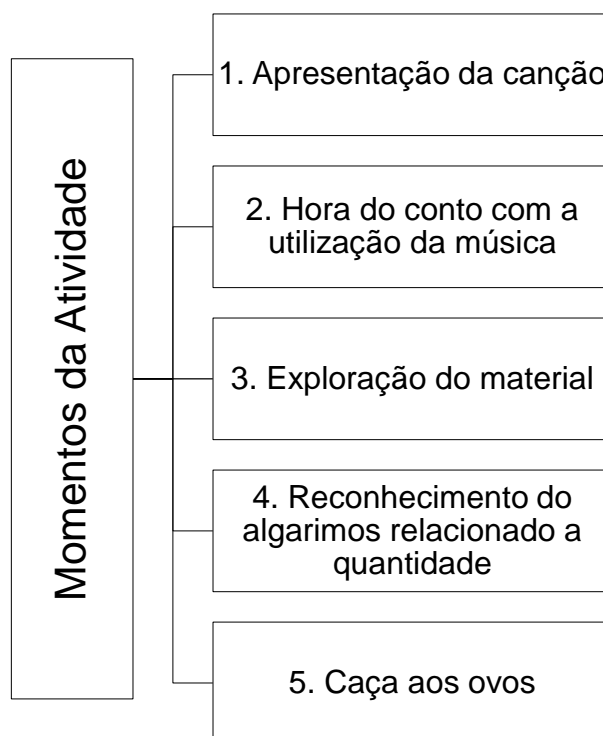 Momentos da Atividade
1. Apresentação da canção
2. Hora do conto com a
utilização da música
3. Exploração do material
4. Reconhecimento do
algarimos relacionado a
quantidade
5. Caça aos ovos